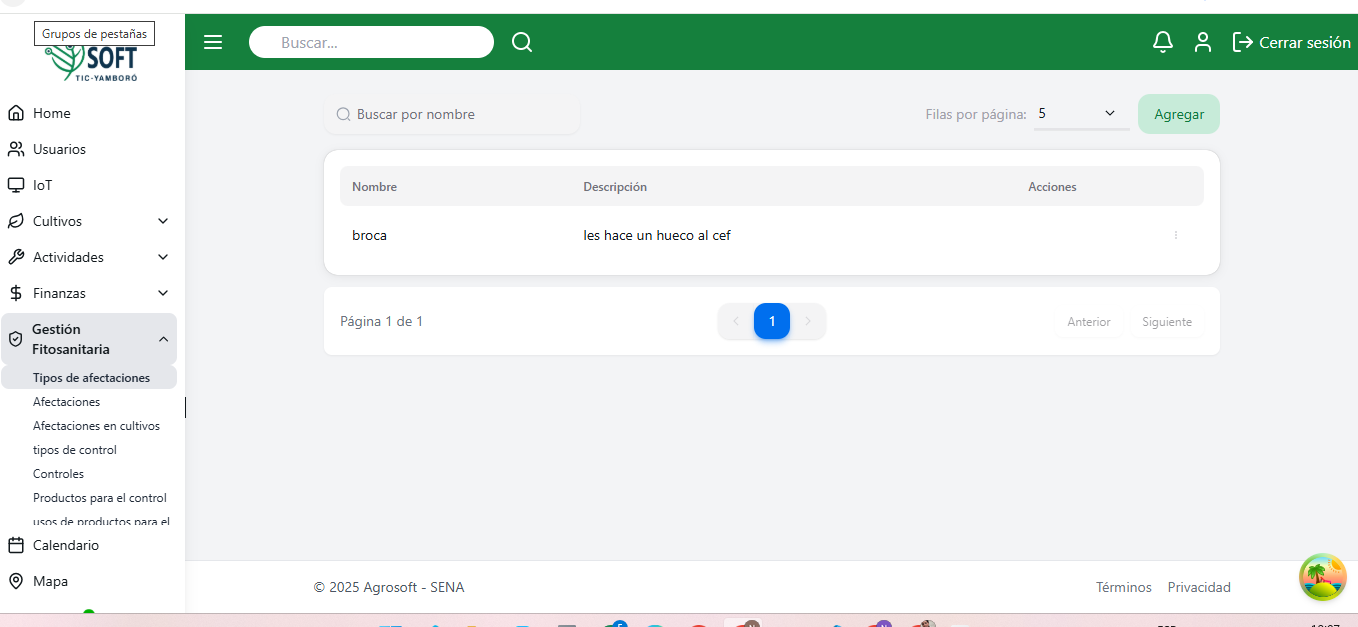 Grupos de pestañas
SOFT
TIC-YAMBORÓ
Buscar...
Cerrar sesión
Home
Usuarios
IoT
Cultivos
Actividades
Finanzas
Gestión
Fitosanitaria
Tipos de afectaciones
Afectaciones
Afectaciones en cultivos
tipos de control
Controles
Productos para el control
usos de productos para el
Calendario
Mapa
Buscar por nombre
Filas por página: 5
Agregar
Nombre Descripción Acciones
broca les hace un hueco al cef
Página 1 de 1
1
Anterior Siguiente
© 2025 Agrosoft - SENA
Términos Privacidad